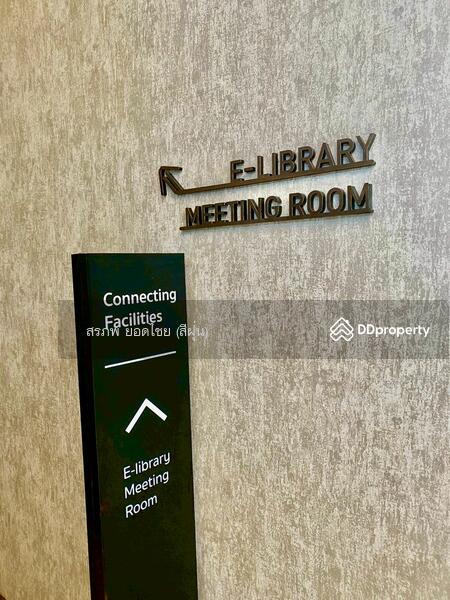 E-LIBRARY
MEETING ROOM
Connecting
Facilities
สรภพ ยอดไชย (สีฝุ่น)
DDproperty
E-library
Meeting
Room